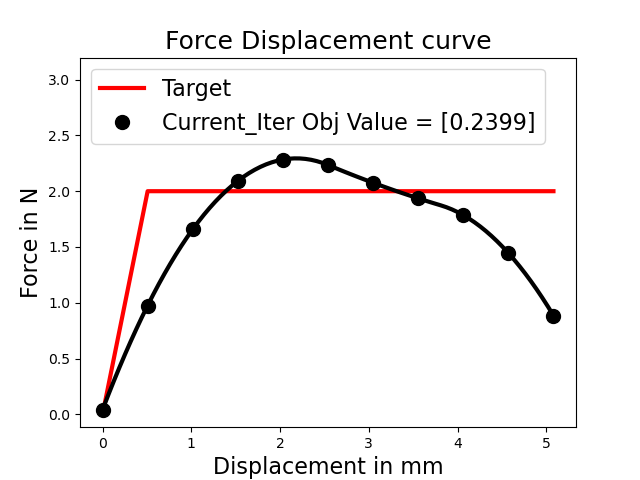 Force Displacement curve
Target
Current_Iter Obj Value = [0.2399]
3.0
2.5
2.0
1.5
1.0
0.5
0.0
Force in N
0 1 2 3 4 5
Displacement in mm